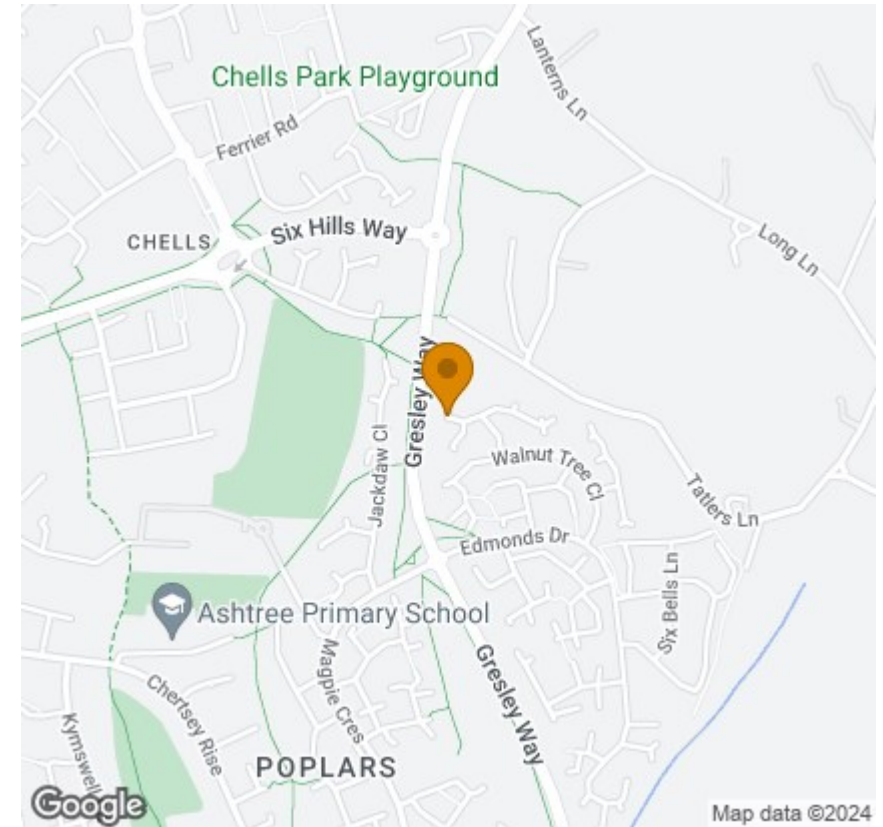 Lanterns Ln
Chells Park Playground
Ferrier Rd
CHELLS
Six Hills Way
Long Ln
Gresley Way
Jackdaw Cl
Walnut Tree Cl
Tatlers Ln
Edmonds Dr
Six Bells Ln
Ashtree Primary School
Magpie Cres
Gresley Way
Chertsey Rise
Kymswell
POPLARS
Google
Map data ©2024